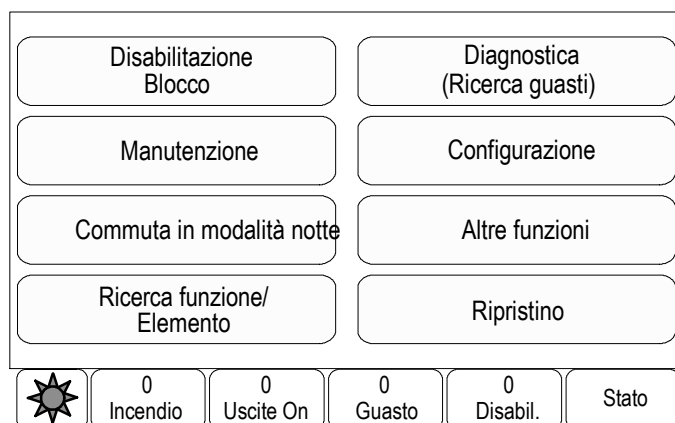 Disabilitazione
Blocco
Diagnostica
(Ricerca guasti)
Manutenzione
Configurazione
Commuta in modalità notte
Altre funzioni
Ricerca funzione/
Elemento
Ripristino
0
Incendio
0
Uscite On
0
Guasto
0
Disabil.
Stato